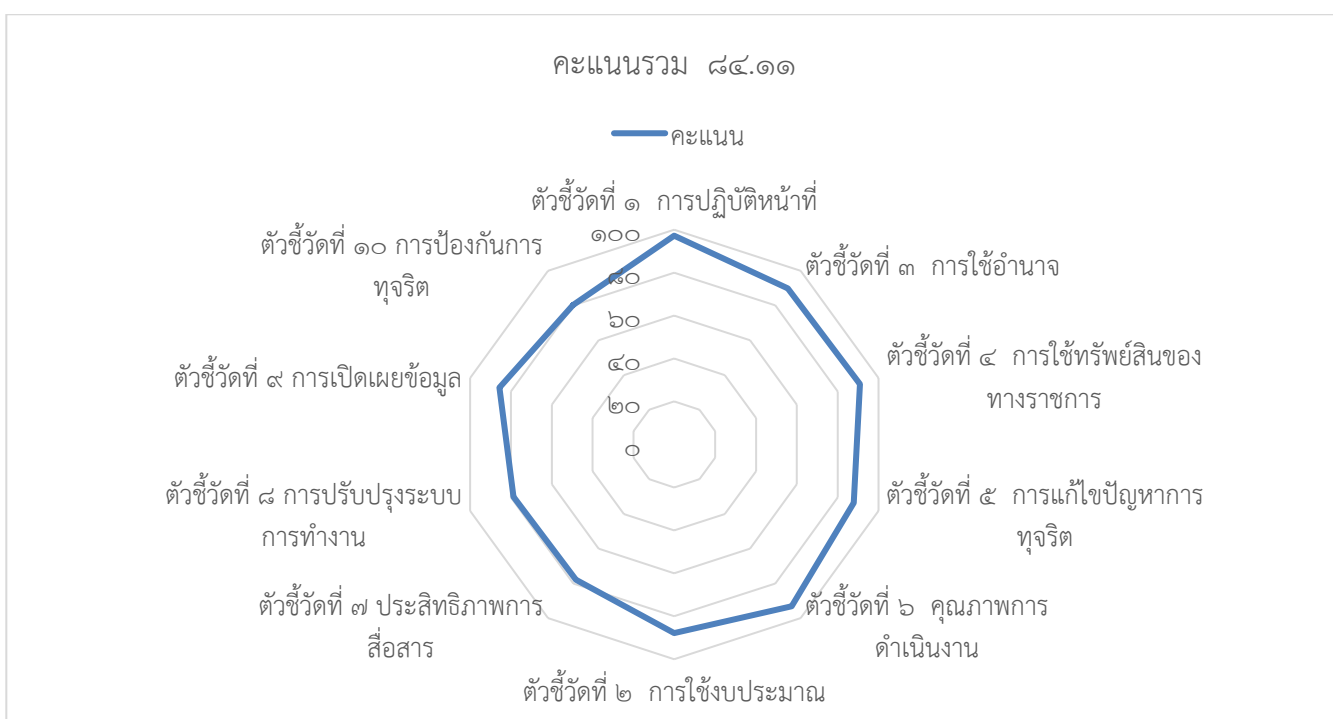 คะแนนรวม ๘๔.๑๑
คะแนน
ตัวชี้วัดที่ ๑ การปฏิบัติหน้าที่
ตัวชี้วัดที่ ๓ การใช้อำนาจ
ตัวชี้วัดที่ ๔ การใช้ทรัพย์สินของ
ทางราชการ
ตัวชี้วัดที่ ๕ การแก้ไขปัญหาการ
ทุจริต
ตัวชี้วัดที่ ๖ คุณภาพการ
ดำเนินงาน
ตัวชี้วัดที่ ๒ การใช้งบประมาณ
ตัวชี้วัดที่ ๗ ประสิทธิภาพการ
สื่อสาร
ตัวชี้วัดที่ ๘ การปรับปรุงระบบ
การทำงาน
ตัวชี้วัดที่ ๙ การเปิดเผยข้อมูล
ตัวชี้วัดที่ ๑๐ การป้องกันการ
ทุจริต
๑๐๐
๘๐
๖๐
๔๐
๒๐
๐